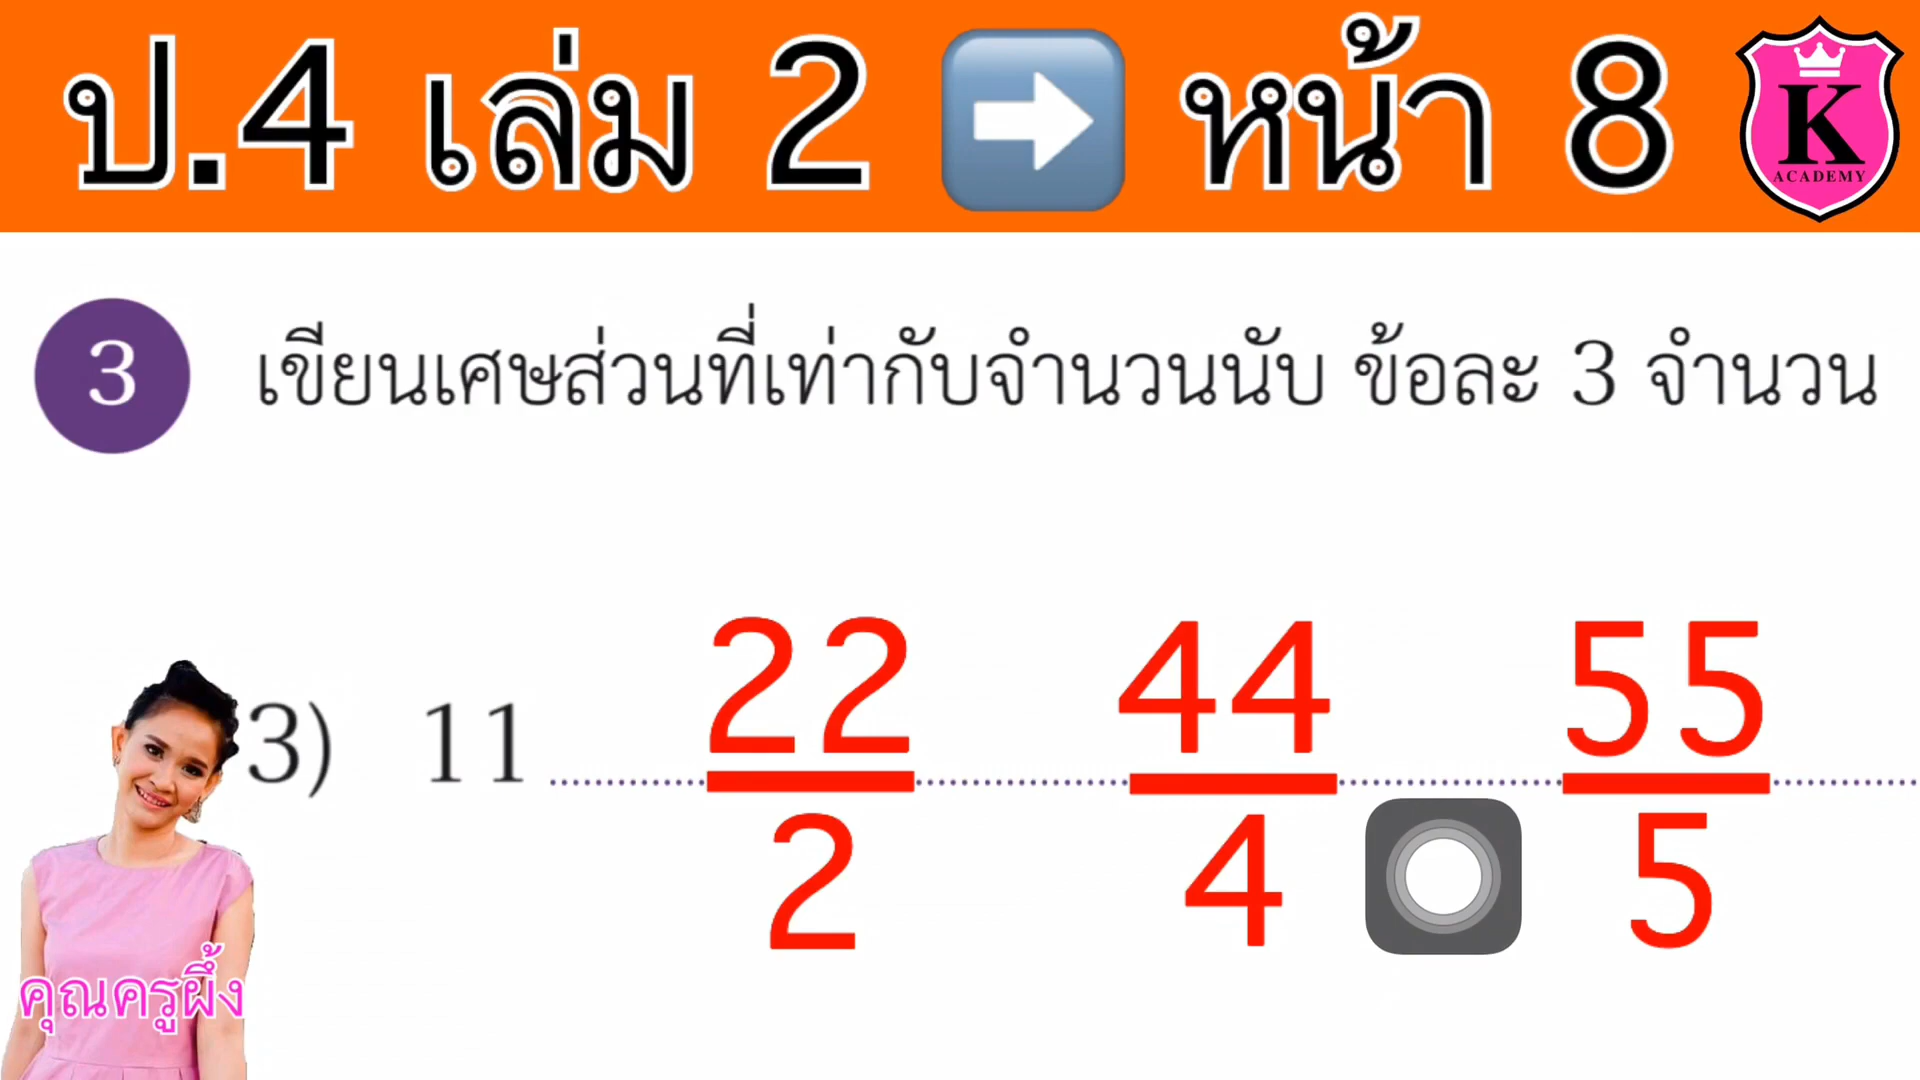 ป.4 เล่ม 2 ➡ หน้า 8
K
ACADEMY
3 เขียนเศษส่วนที่เท่ากับจำนวนนับ ข้อละ 3 จำนวน
3) 11 22/2 44/4 55/5
คุณครูผึ้ง